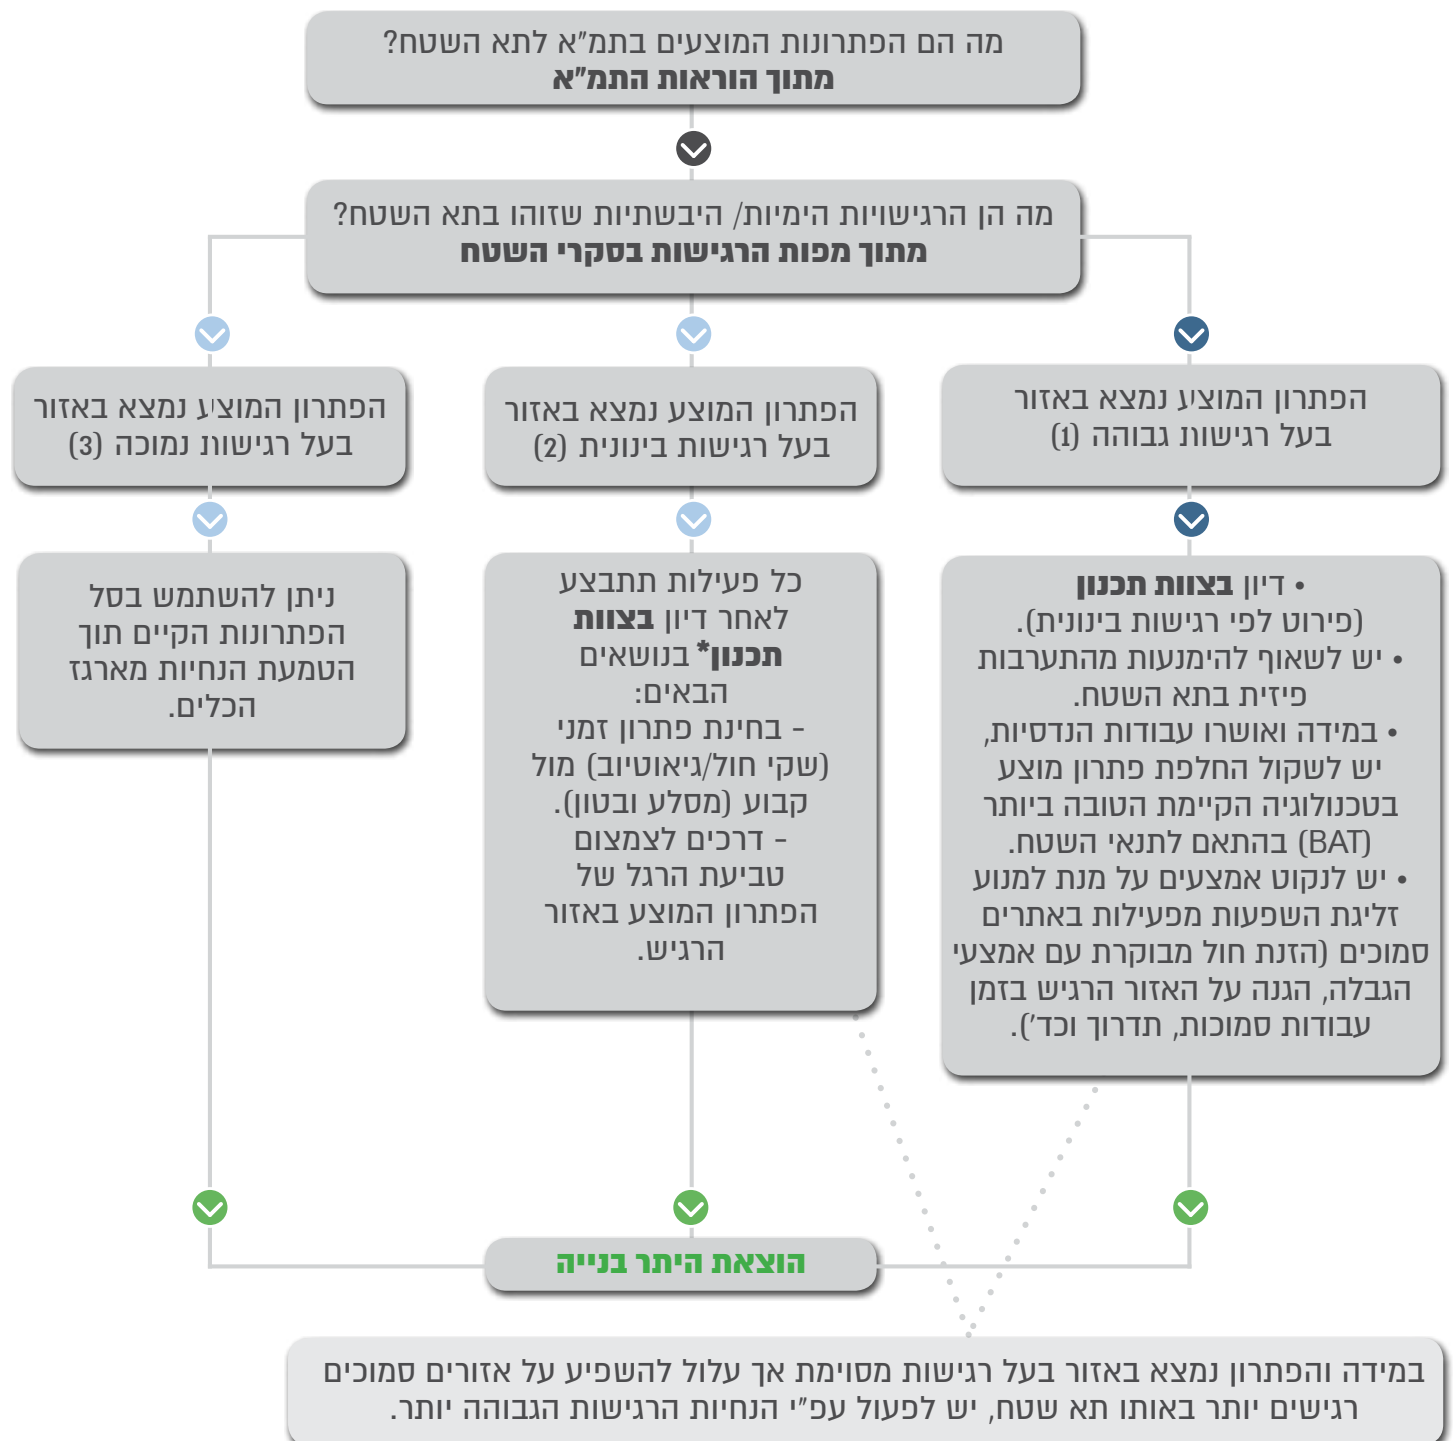 מה הם הפתרונות המוצעים בתמ"א לתא השטח?
מתוך הוראות התמ"א
מה הן הרגישויות הימיות/ היבשתיות שזוהו בתא השטח?
מתוך מפות הרגישות בסקרי השטח
הפתרון המוצע נמצא באזור
בעל רגישות גבוהה (1)
הפתרון המוצע נמצא באזור
בעל רגישות בינונית (2)
הפתרון המוצע נמצא באזור
בעל רגישות נמוכה (3)
• דיון בצוות תכנון
(פירוט לפי רגישות בינונית).
• יש לשאוף להימנעות מהתערבות
פיזית בתא השטח.
• במידה ואושרו עבודות הנדסיות,
יש לשקול החלפת פתרון מוצע
בטכנולוגיה הקיימת הטובה ביותר
(BAT) בהתאם לתנאי השטח.
• יש לנקוט אמצעים על מנת למנוע
זליגת השפעות מפעילות באתרים
סמוכים (הזנת חול מבוקרת עם אמצעי
הגבלה, הגנה על האזור הרגיש בזמן
עבודות סמוכות, תדרוך וכד').
כל פעילות תתבצע
לאחר דיון בצוות
תכנון* בנושאים
הבאים:
- בחינת פתרון זמני
(שקי חול/גיאוטיוב) מול
קבוע (מסלע ובטון).
- דרכים לצמצום
טביעת הרגל של
הפתרון המוצע באזור
הרגיש.
ניתן להשתמש בסל
הפתרונות הקיים תוך
הטמעת הנחיות מארגז
הכלים.
הוצאת היתר בנייה
במידה והפתרון נמצא באזור בעל רגישות מסוימת אך עלול להשפיע על אזורים סמוכים
רגישים יותר באותו תא שטח, יש לפעול עפ"י הנחיות הרגישות הגבוהה יותר.